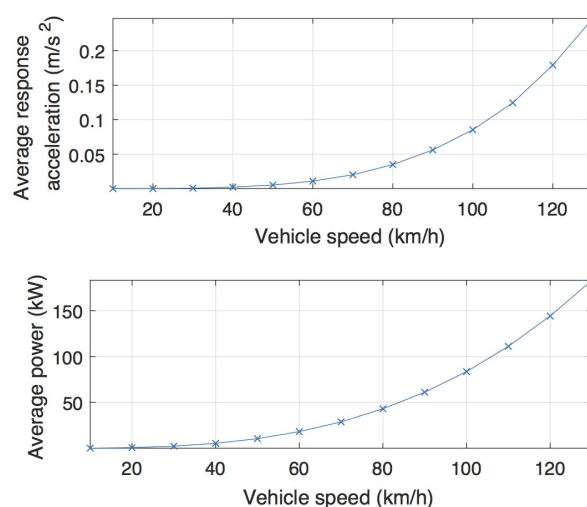 Average response
acceleration (m/s 2)
0.2
0.15
0.1
0.05
20 40 60 80 100 120
Vehicle speed (km/h)
Average power (kW)
150
100
50
20 40 60 80 100 120
Vehicle speed (km/h)